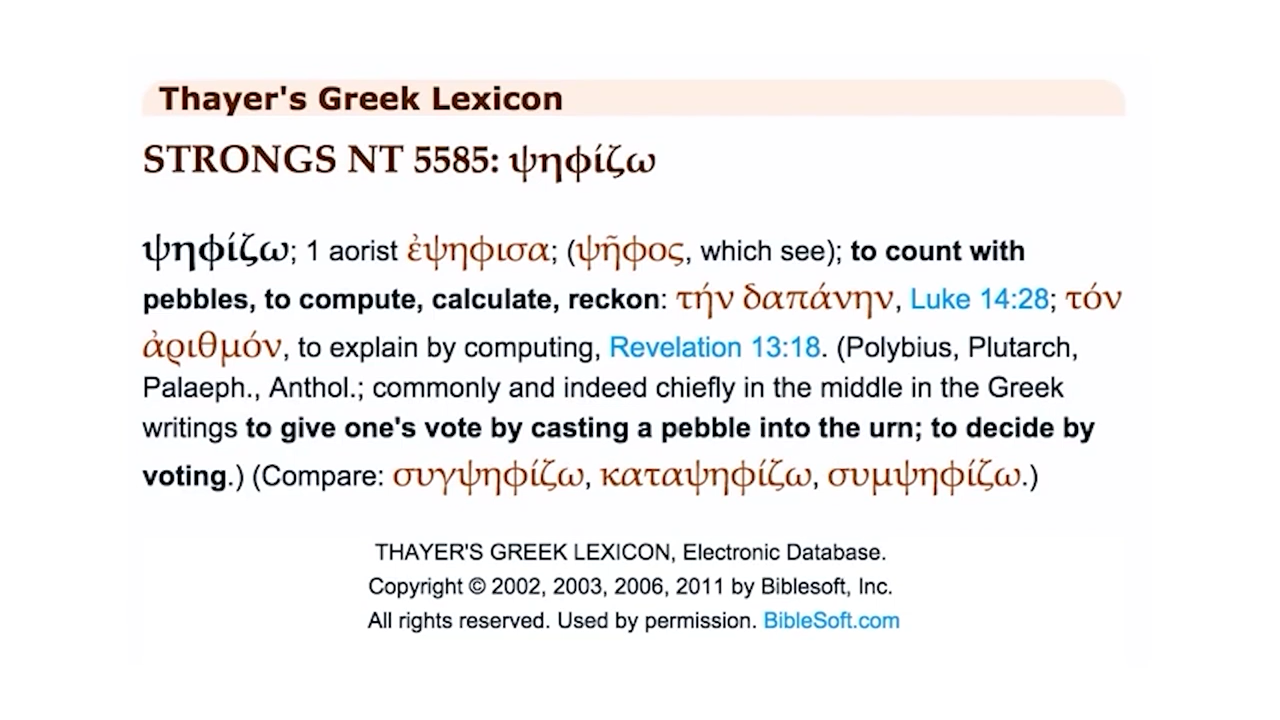 Thayer's Greek Lexicon
STRONGS NT 5585: ψηφίζω
ψηφίζω; 1 aorist ἐψηφισα; (ψῆφος, which see); to count with
pebbles, to compute, calculate, reckon: τήν δαπάνην, Luke 14:28; τόν
ἀριθμόν, to explain by computing, Revelation 13:18. (Polybius, Plutarch,
Palaeph., Anthol.; commonly and indeed chiefly in the middle in the Greek
writings to give one's vote by casting a pebble into the urn; to decide by
voting.) (Compare: συγψηφίζω, καταψηφίζω, συμψηφίζω.)
THAYER'S GREEK LEXICON, Electronic Database.
Copyright © 2002, 2003, 2006, 2011 by Biblesoft, Inc.
All rights reserved. Used by permission. BibleSoft.com